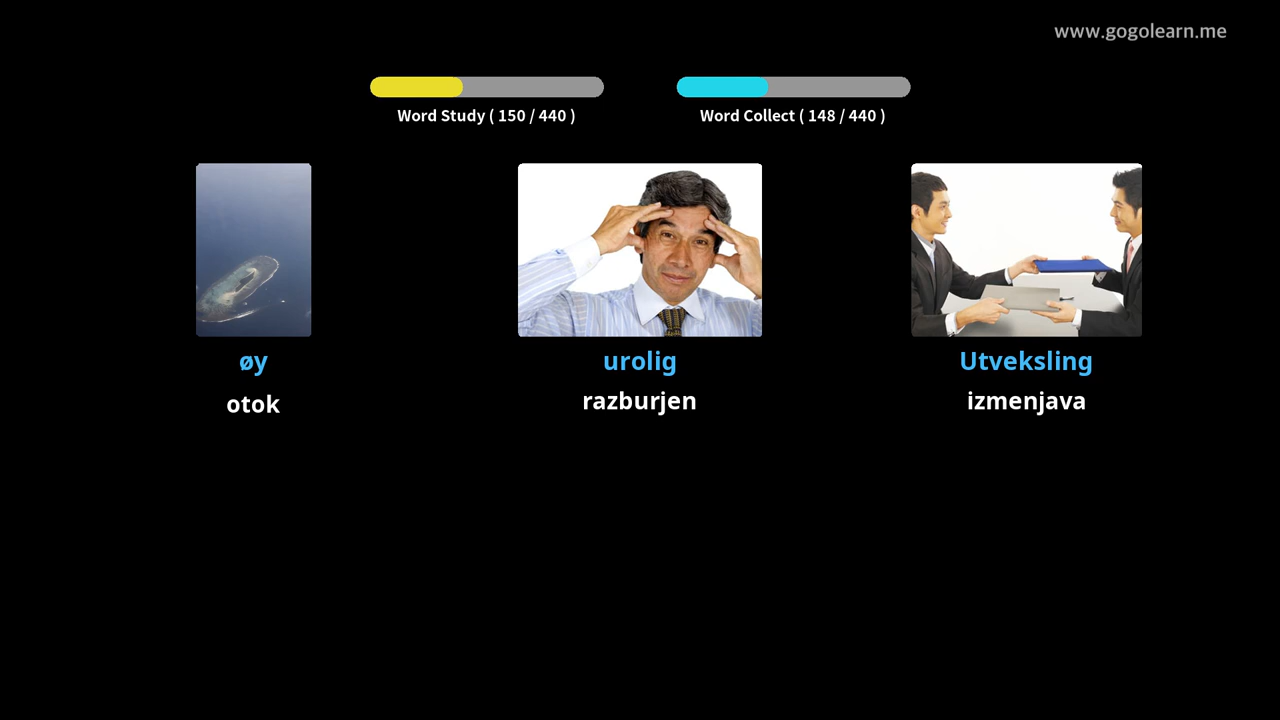 www.gogolearn.me
Word Study ( 150 / 440 )
Word Collect ( 148 / 440 )
øy
urolig
Utveksling
otok
razburjen
izmenjava